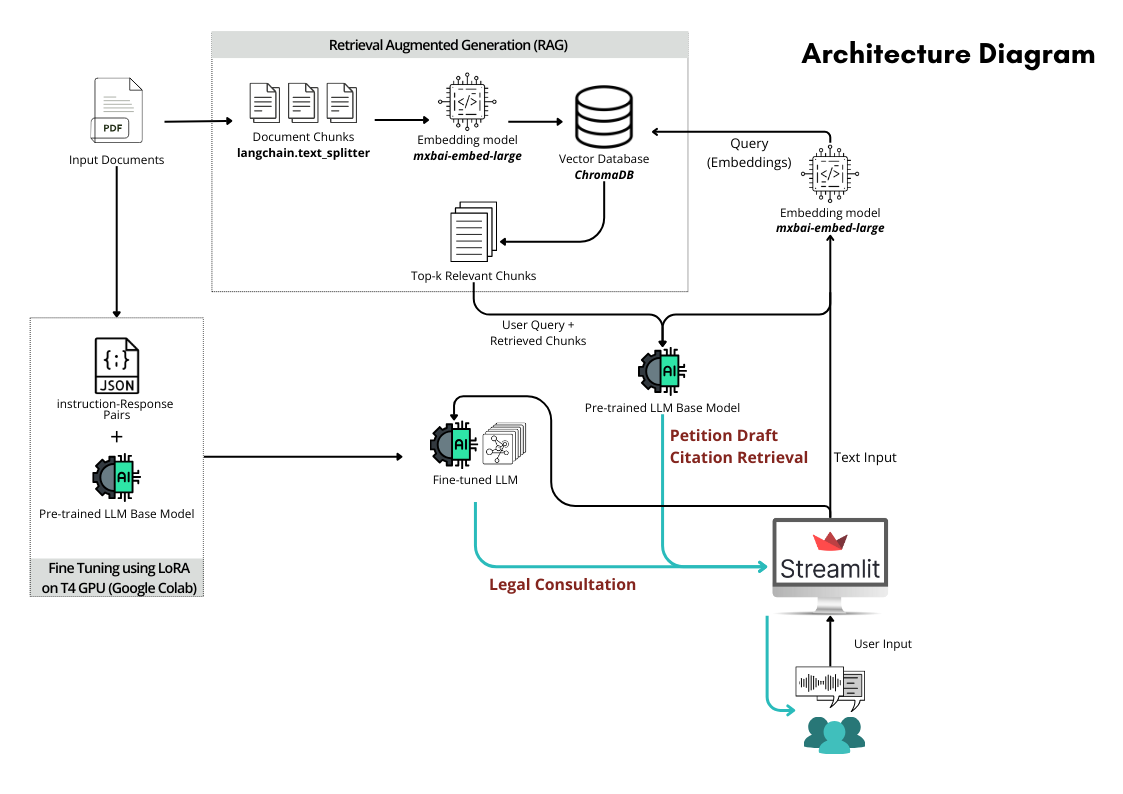 Architecture Diagram
Retrieval Augmented Generation (RAG)
PDF
Input Documents
Document Chunks
langchain.text_splitter
Embedding model
mxbai-embed-large
Vector Database
ChromaDB
Query
(Embeddings)
Embedding model
mxbai-embed-large
Top-k Relevant Chunks
User Query +
Retrieved Chunks
AI
Pre-trained LLM Base Model
{;}
JSON
instruction-Response
Pairs
+
AI
Pre-trained LLM Base Model
Fine Tuning using LoRA
on T4 GPU (Google Colab)
AI
Fine-tuned LLM
Petition Draft
Citation Retrieval
Text Input
Legal Consultation
Streamlit
User Input